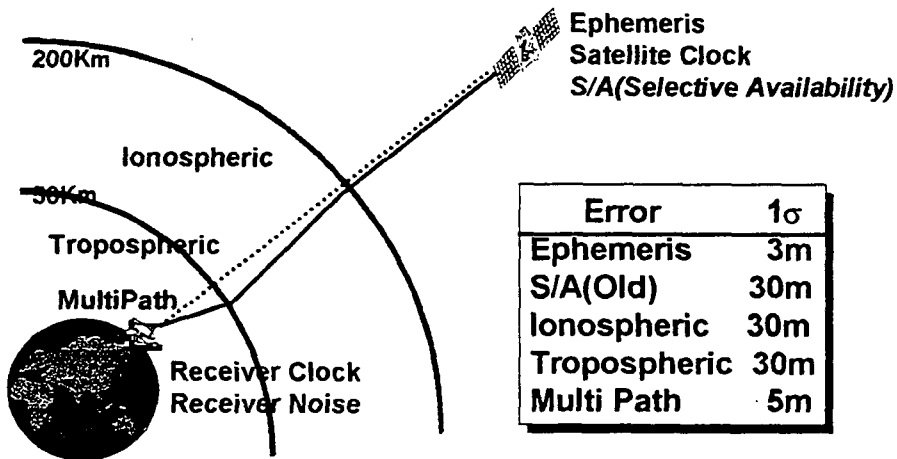 Ephemeris
Satellite Clock
S/A(Selective Availability)
200Km
Ionospheric
50Km
Tropospheric
MultiPath
Receiver Clock
Receiver Noise
Error 1σ
Ephemeris 3m
S/A(Old) 30m
Ionospheric 30m
Tropospheric 30m
Multi Path 5m